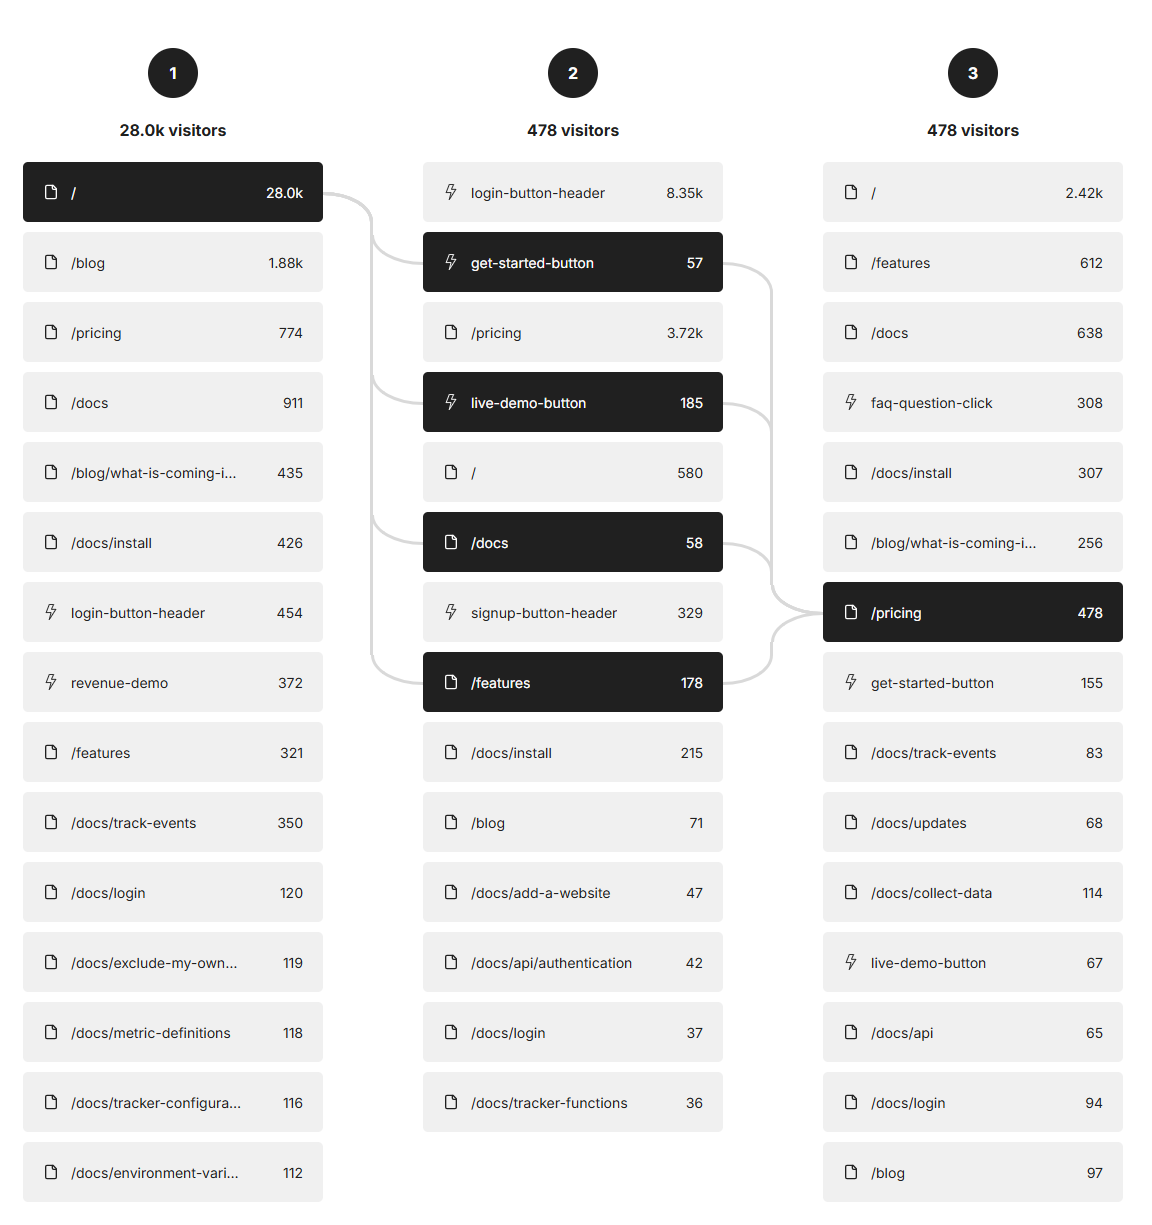 1
28.0k visitors
/ 28.0k
/blog 1.88k
/pricing 774
/docs 911
/blog/what-is-coming-i... 435
/docs/install 426
login-button-header 454
revenue-demo 372
/features 321
/docs/track-events 350
/docs/login 120
/docs/exclude-my-own... 119
/docs/metric-definitions 118
/docs/tracker-configura... 116
/docs/environment-vari... 112
2
478 visitors
login-button-header 8.35k
get-started-button 57
/pricing 3.72k
live-demo-button 185
/ 580
/docs 58
signup-button-header 329
/features 178
/docs/install 215
/blog 71
/docs/add-a-website 47
/docs/api/authentication 42
/docs/login 37
/docs/tracker-functions 36
3
478 visitors
/ 2.42k
/features 612
/docs 638
faq-question-click 308
/docs/install 307
/blog/what-is-coming-i... 256
/pricing 478
get-started-button 155
/docs/track-events 83
/docs/updates 68
/docs/collect-data 114
live-demo-button 67
/docs/api 65
/docs/login 94
/blog 97